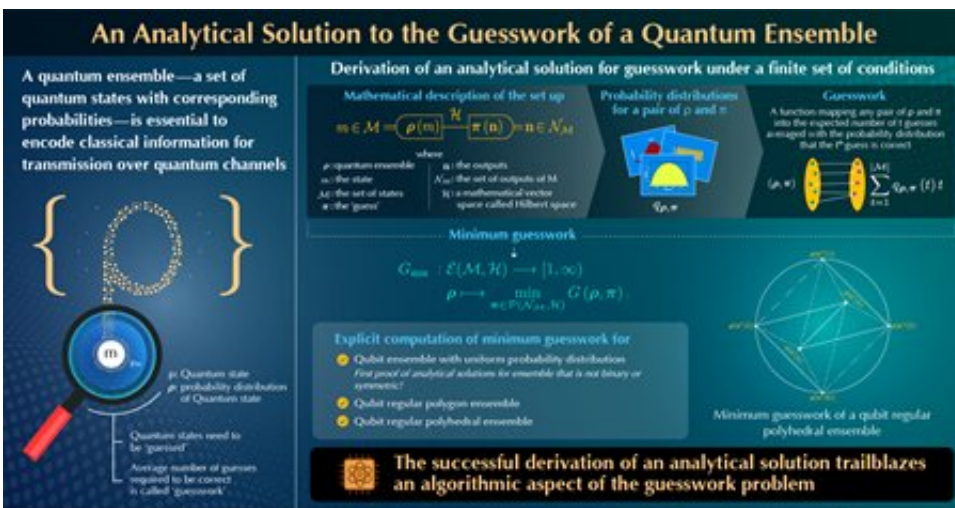 An Analytical Solution to the Guesswork of a Quantum Ensemble
A quantum ensemble—a set of
quantum states with corresponding
probabilities—is essential to
encode classical information for
transmission over quantum channels
m
Quantum state
probability distribution
of Quantum state
Quantum states need to
be 'guessed'
Average number of guesses
required to be correct
is called 'guesswork'
Derivation of an analytical solution for guesswork under a finite set of conditions
Mathematical description of the set up
m ∈ M = ρ(m) H π(n) = n ∈ N_M
where
ρ: quantum ensemble
m: the state
M: the set of states
π: the 'guess'
n: the outputs
N_M: the set of outputs of M
H: a mathematical vector
space called Hilbert space
Probability distributions
for a pair of ρ and π
q_ρ,π
Guesswork
A function mapping any pair of ρ and π
into the expected number of t guesses
averaged with the probability distribution
that the tᵗʰ guess is correct
(ρ, π)
|M|
∑ q_ρ,π (t) t
t=1
Minimum guesswork
G_min : E(M, H) ⟶ [1, ∞)
ρ ⟼ min G (ρ, π) .
π∈P(N_M, H)
Explicit computation of minimum guesswork for
Qubit ensemble with uniform probability distribution
First proof of analytical solutions for ensemble that is not binary or
symmetric!
Qubit regular polygon ensemble
Qubit regular polyhedral ensemble
Minimum guesswork of a qubit regular
polyhedral ensemble
The successful derivation of an analytical solution trailblazes
an algorithmic aspect of the guesswork problem